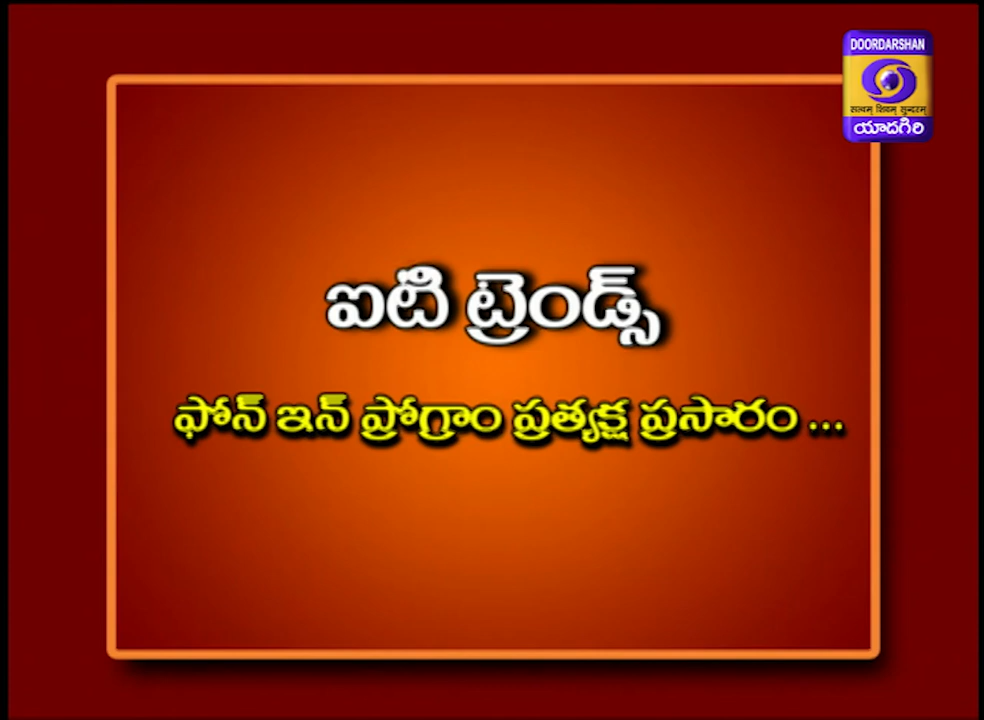 DOORDARSHAN
सत्यम् शिवम् सुन्दरम्
యాదగిరి
ఐటి ట్రెండ్స్
ఫోన్ ఇన్ ప్రోగ్రాం ప్రత్యక్ష ప్రసారం ...